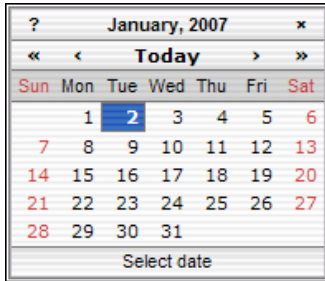 ? January, 2007 ×
« ‹ Today › »
Sun Mon Tue Wed Thu Fri Sat
1 2 3 4 5 6
7 8 9 10 11 12 13
14 15 16 17 18 19 20
21 22 23 24 25 26 27
28 29 30 31
Select date